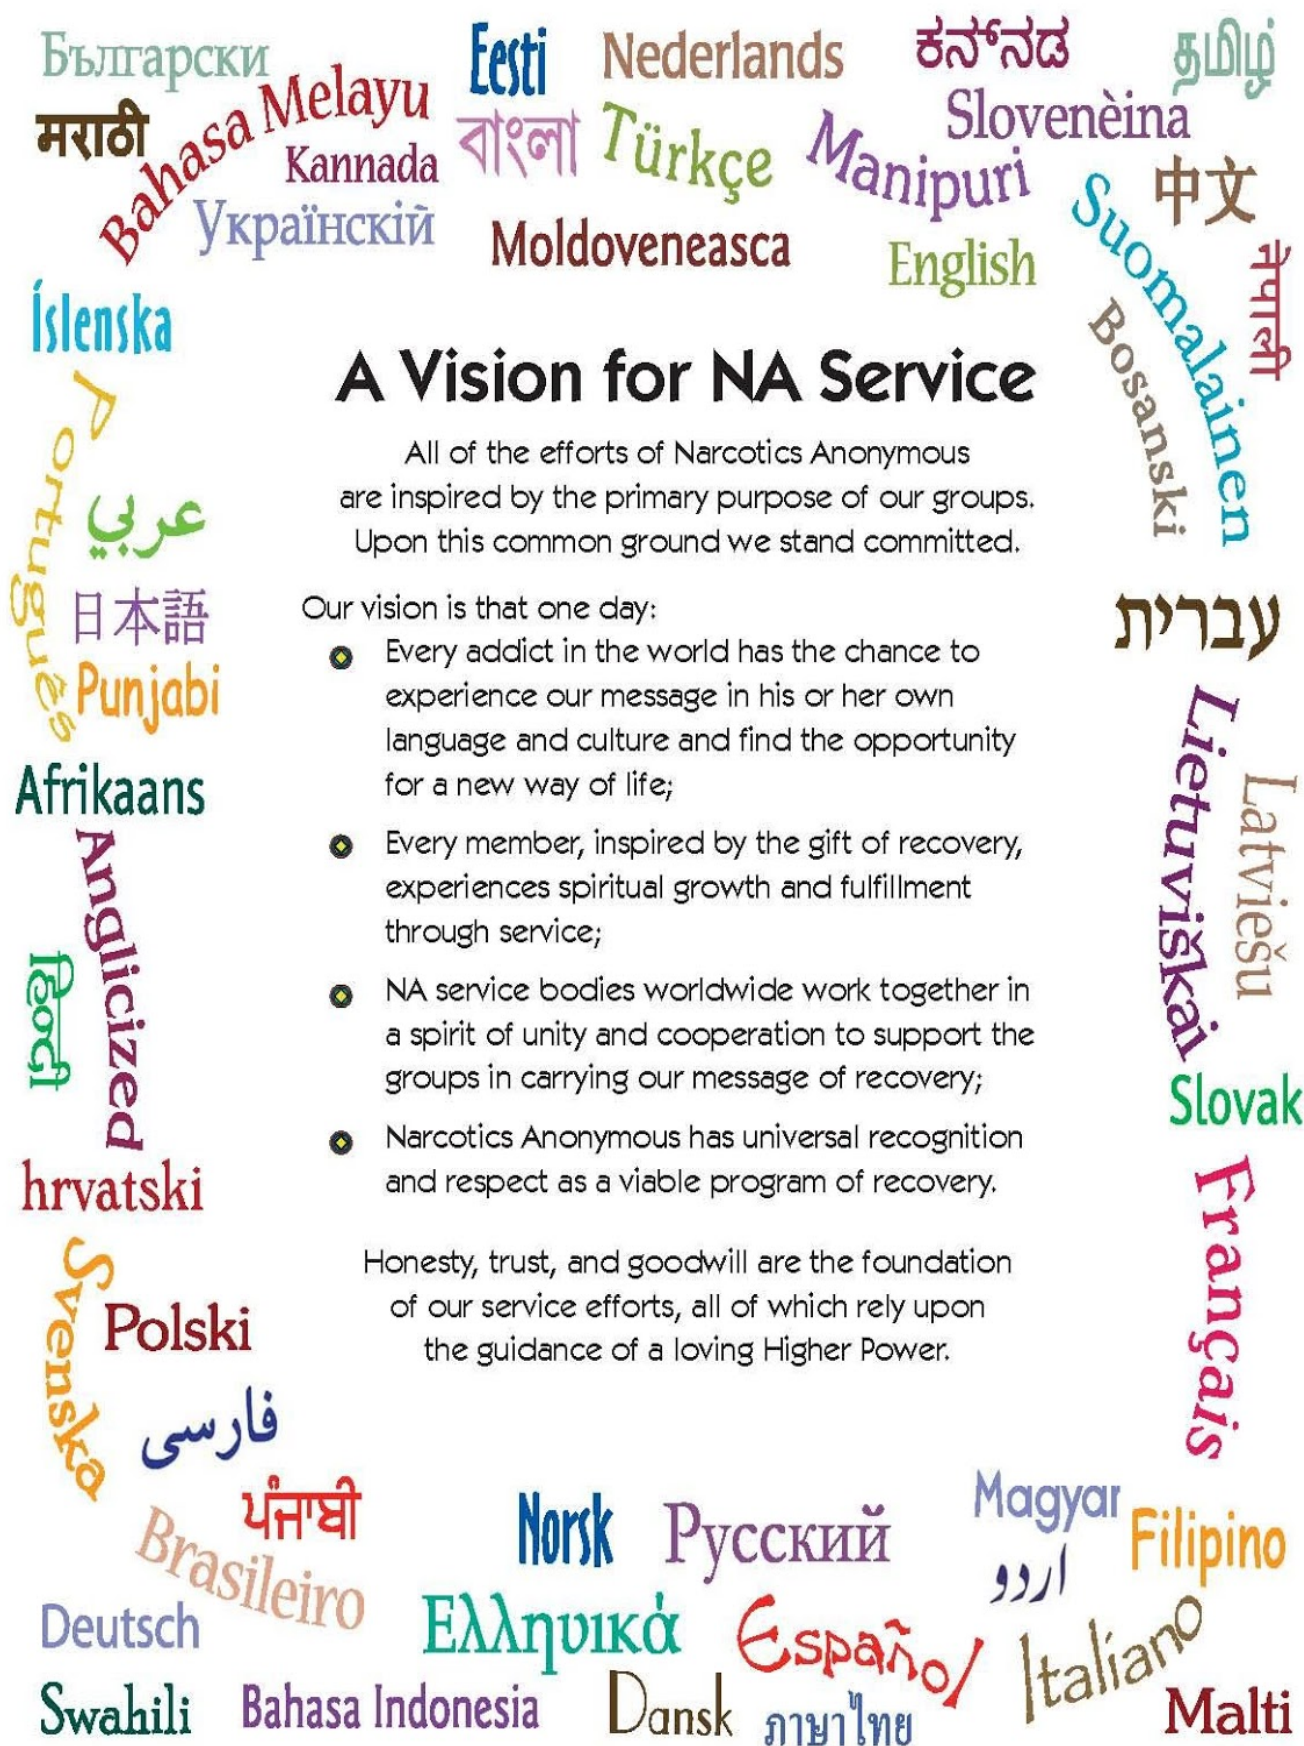 Български
Eesti
Nederlands
ಕನ್ನಡ
தமிழ்
मराठी
Bahasa Melayu
Kannada
বাংলা
Türkçe
Manipuri
Slovenèina
中文
Українскій
Moldoveneasca
English
Suomalainen
नेपाली
Íslenska
Bosanski
A Vision for NA Service
All of the efforts of Narcotics Anonymous
are inspired by the primary purpose of our groups.
Upon this common ground we stand committed.
Our vision is that one day:
Every addict in the world has the chance to
experience our message in his or her own
language and culture and find the opportunity
for a new way of life;
Every member, inspired by the gift of recovery,
experiences spiritual growth and fulfillment
through service;
NA service bodies worldwide work together in
a spirit of unity and cooperation to support the
groups in carrying our message of recovery;
Narcotics Anonymous has universal recognition
and respect as a viable program of recovery.
Honesty, trust, and goodwill are the foundation
of our service efforts, all of which rely upon
the guidance of a loving Higher Power.
Português
عربي
日本語
Punjabi
Afrikaans
Anglicized
हिन्दी
hrvatski
Svenska
Polski
فارسی
עברית
Lietuviškai
Latviešu
Slovak
Français
ਪੰਜਾਬੀ
Brasileiro
Norsk
Русский
Magyar
Filipino
اردو
Deutsch
Ελληυικά
Español
Italiano
Swahili
Bahasa Indonesia
Dansk
ภาษาไทย
Malti